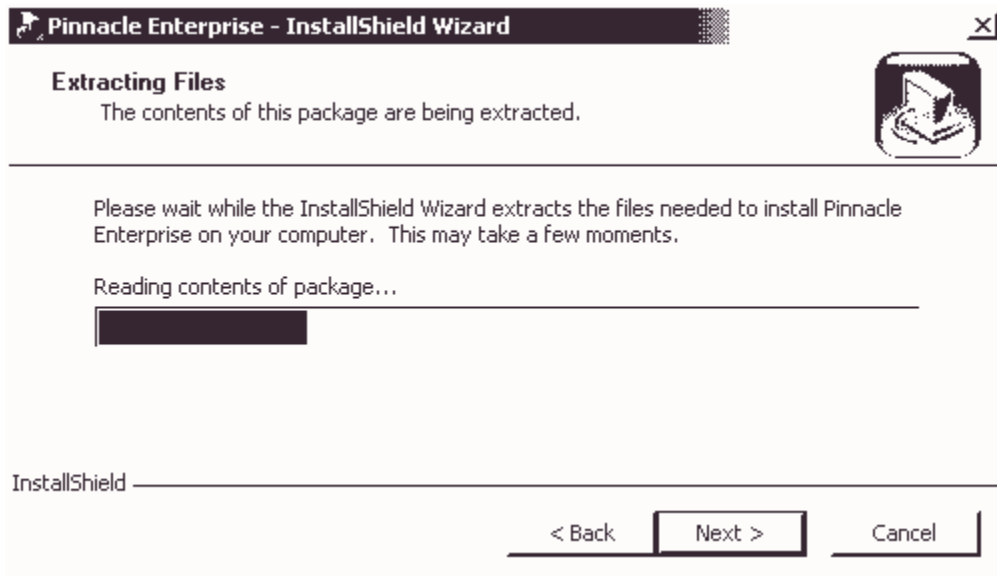 Pinnacle Enterprise - InstallShield Wizard
Extracting Files
The contents of this package are being extracted.
Please wait while the InstallShield Wizard extracts the files needed to install Pinnacle
Enterprise on your computer.  This may take a few moments.
Reading contents of package...
InstallShield
< Back Next > Cancel